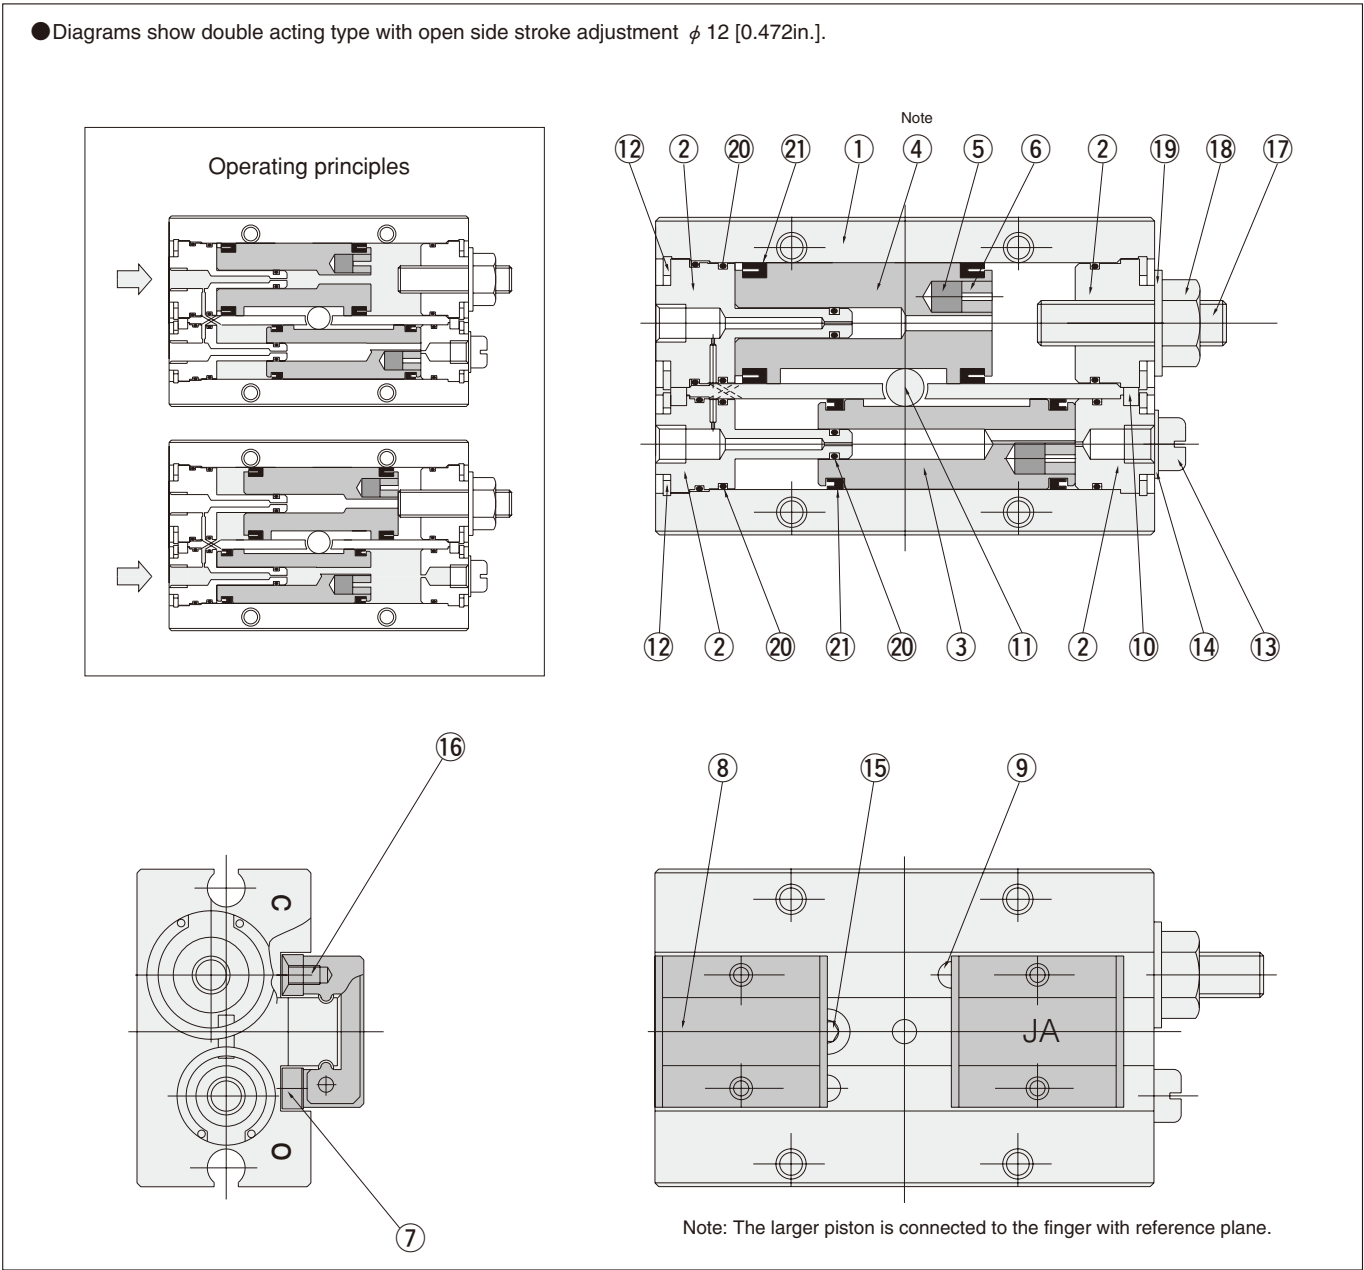 ●Diagrams show double acting type with open side stroke adjustment φ 12 [0.472in.].
Operating principles
Note
⑫ ② ⑳ ㉑ ① ④ ⑤ ⑥ ② ⑲ ⑱ ⑰
⑫ ② ⑳ ㉑ ⑳ ③ ⑪ ② ⑩ ⑭ ⑬
⑯
⑧ ⑮ ⑨
C
JA
O
⑦
Note: The larger piston is connected to the finger with reference plane.